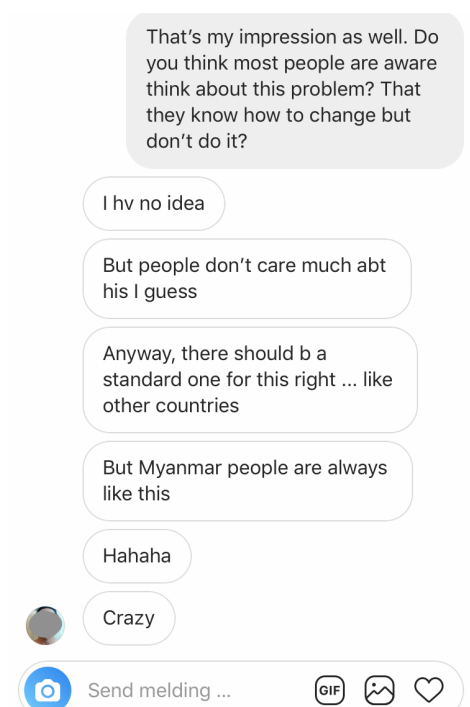 That's my impression as well. Do
you think most people are aware
think about this problem? That
they know how to change but
don't do it?
I hv no idea
But people don't care much abt
his I guess
Anyway, there should b a
standard one for this right ... like
other countries
But Myanmar people are always
like this
Hahaha
Crazy
Send melding ...
GIF